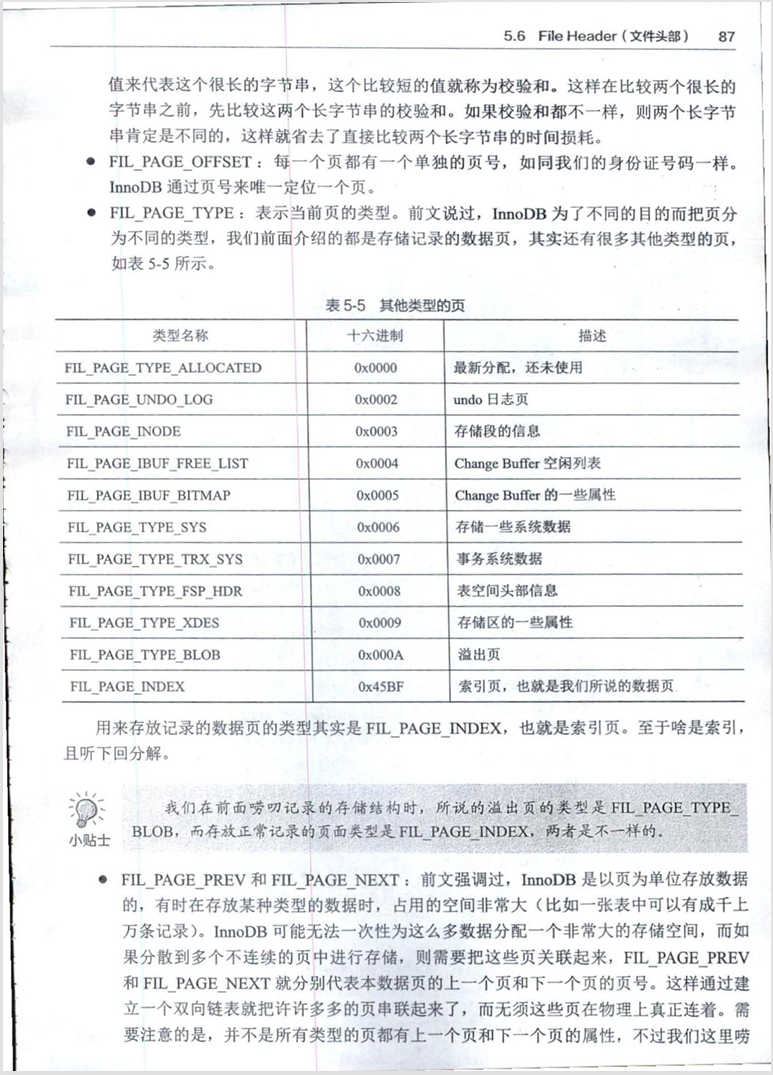 5.6 File Header（文件头部） 87
值来代表这个很长的字节串，这个比较短的值就称为校验和。这样在比较两个很长的
字节串之前，先比较这两个长字节串的校验和。如果校验和都不一样，则两个长字节
串肯定是不同的，这样就省去了直接比较两个长字节串的时间损耗。
● FIL_PAGE_OFFSET：每一个页都有一个单独的页号，如同我们的身份证号码一样。
InnoDB 通过页号来唯一定位一个页。
● FIL_PAGE_TYPE：表示当前页的类型。前文说过，InnoDB 为了不同的目的而把页分
为不同的类型，我们前面介绍的都是存储记录的数据页，其实还有很多其他类型的页，
如表 5-5 所示。
表 5-5 其他类型的页
类型名称 十六进制 描述
FIL_PAGE_TYPE_ALLOCATED 0x0000 最新分配，还未使用
FIL_PAGE_UNDO_LOG 0x0002 undo 日志页
FIL_PAGE_INODE 0x0003 存储段的信息
FIL_PAGE_IBUF_FREE_LIST 0x0004 Change Buffer 空闲列表
FIL_PAGE_IBUF_BITMAP 0x0005 Change Buffer 的一些属性
FIL_PAGE_TYPE_SYS 0x0006 存储一些系统数据
FIL_PAGE_TYPE_TRX_SYS 0x0007 事务系统数据
FIL_PAGE_TYPE_FSP_HDR 0x0008 表空间头部信息
FIL_PAGE_TYPE_XDES 0x0009 存储区的一些属性
FIL_PAGE_TYPE_BLOB 0x000A 溢出页
FIL_PAGE_INDEX 0x45BF 索引页，也就是我们所说的数据页
用来存放记录的数据页的类型其实是 FIL_PAGE_INDEX，也就是索引页。至于啥是索引，
且听下回分解。
我们在前面唠叨记录的存储结构时，所说的溢出页的类型是 FIL_PAGE_TYPE_
BLOB，而存放正常记录的页面类型是 FIL_PAGE_INDEX，两者是不一样的。
小贴士
● FIL_PAGE_PREV 和 FIL_PAGE_NEXT：前文强调过，InnoDB 是以页为单位存放数据
的，有时在存放某种类型的数据时，占用的空间非常大（比如一张表中可以有成千上
万条记录）。InnoDB 可能无法一次性为这么多数据分配一个非常大的存储空间，而如
果分散到多个不连续的页中进行存储，则需要把这些页关联起来，FIL_PAGE_PREV
和 FIL_PAGE_NEXT 就分别代表本数据页的上一个页和下一个页的页号。这样通过建
立一个双向链表就把许许多多的页串联起来了，而无须这些页在物理上真正连着。需
要注意的是，并不是所有类型的页都有上一个页和下一个页的属性，不过我们这里唠